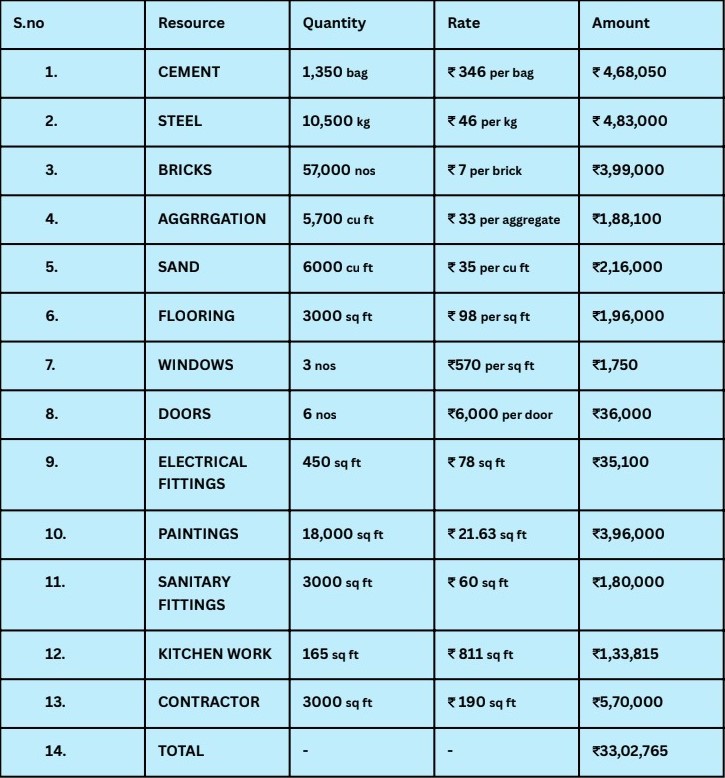 S.no Resource Quantity Rate Amount
1. CEMENT 1,350 bag ₹ 346 per bag ₹ 4,68,050
2. STEEL 10,500 kg ₹ 46 per kg ₹ 4,83,000
3. BRICKS 57,000 nos ₹ 7 per brick ₹3,99,000
4. AGGRRGATION 5,700 cu ft ₹ 33 per aggregate ₹1,88,100
5. SAND 6000 cu ft ₹ 35 per cu ft ₹2,16,000
6. FLOORING 3000 sq ft ₹ 98 per sq ft ₹1,96,000
7. WINDOWS 3 nos ₹570 per sq ft ₹1,750
8. DOORS 6 nos ₹6,000 per door ₹36,000
9. ELECTRICAL 450 sq ft ₹ 78 sq ft ₹35,100
FITTINGS
10. PAINTINGS 18,000 sq ft ₹ 21.63 sq ft ₹3,96,000
11. SANITARY 3000 sq ft ₹ 60 sq ft ₹1,80,000
FITTINGS
12. KITCHEN WORK 165 sq ft ₹ 811 sq ft ₹1,33,815
13. CONTRACTOR 3000 sq ft ₹ 190 sq ft ₹5,70,000
14. TOTAL - - ₹33,02,765